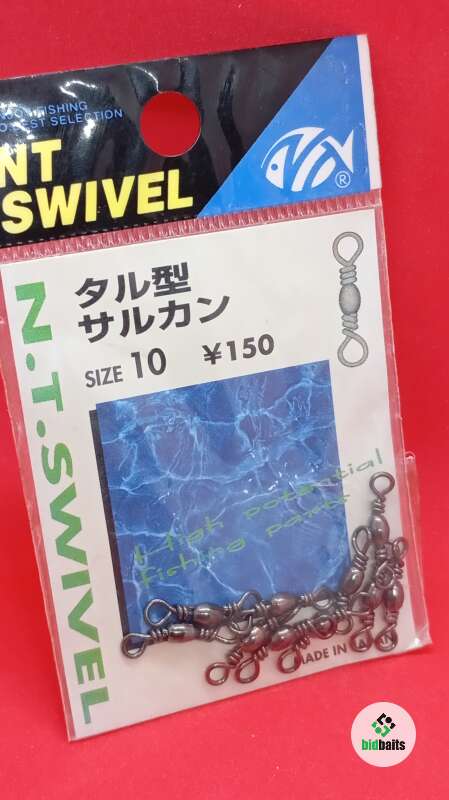 FISHING
BEST SELECTION
NT
SWIVEL
®
タル型
サルカン
SIZE 10 ¥150
N.T.SWIVEL
High potential
fishing parts
MADE IN
bidbaits